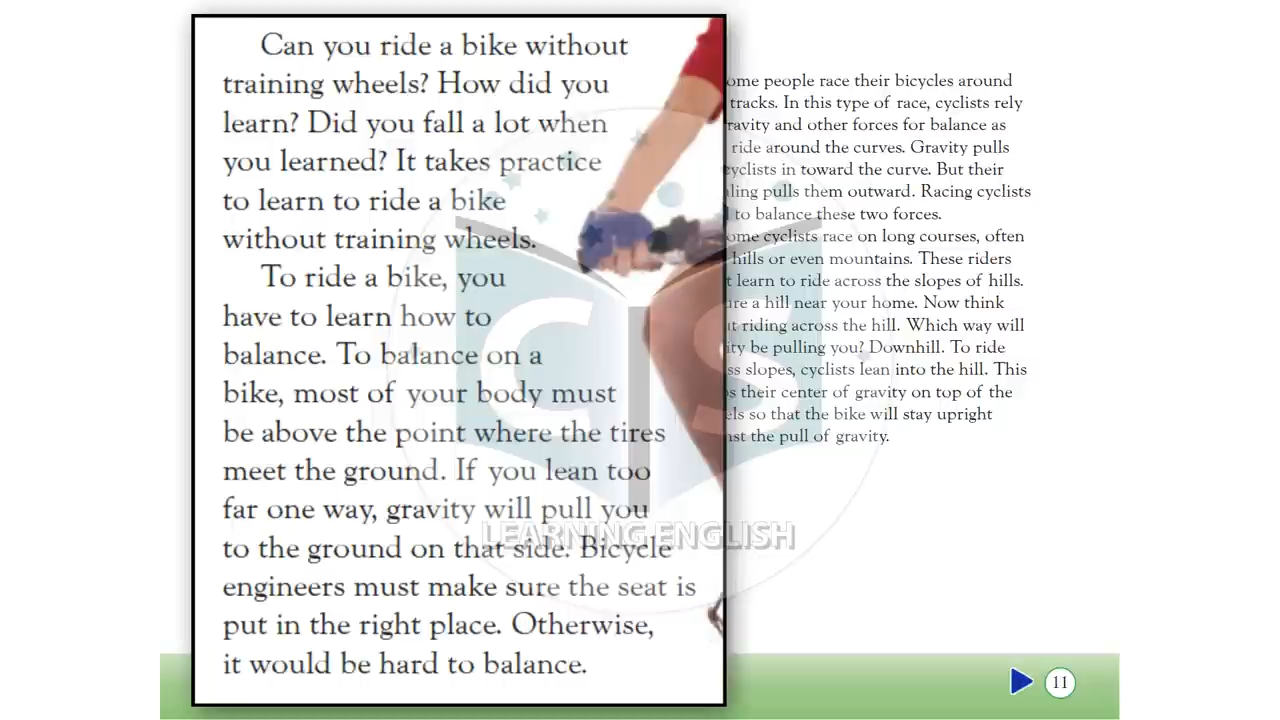 Can you ride a bike without
training wheels? How did you
learn? Did you fall a lot when
you learned? It takes practice
to learn to ride a bike
without training wheels.
To ride a bike, you
have to learn how to
balance. To balance on a
bike, most of your body must
be above the point where the tires
meet the ground. If you lean too
far one way, gravity will pull you
to the ground on that side. Bicycle
engineers must make sure the seat is
put in the right place. Otherwise,
it would be hard to balance.
people race their bicycles around
tracks. In this type of race, cyclists rely
and other forces for balance as
ride around the curves. Gravity pulls
in toward the curve. But their
pulls them outward. Racing cyclists
to balance these two forces.
cyclists race on long courses, often
hills or even mountains. These riders
learn to ride across the slopes of hills.
a hill near your home. Now think
riding across the hill. Which way will
be pulling you? Downhill. To ride
slopes, cyclists lean into the hill. This
their center of gravity on top of the
so that the bike will stay upright
the pull of gravity.
CIS
LEARNING ENGLISH
11